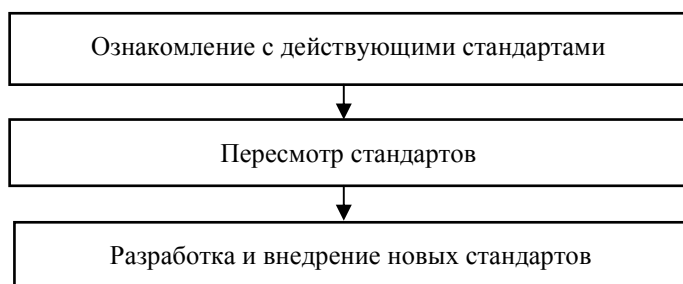 Ознакомление с действующими стандартами
Пересмотр стандартов
Разработка и внедрение новых стандартов